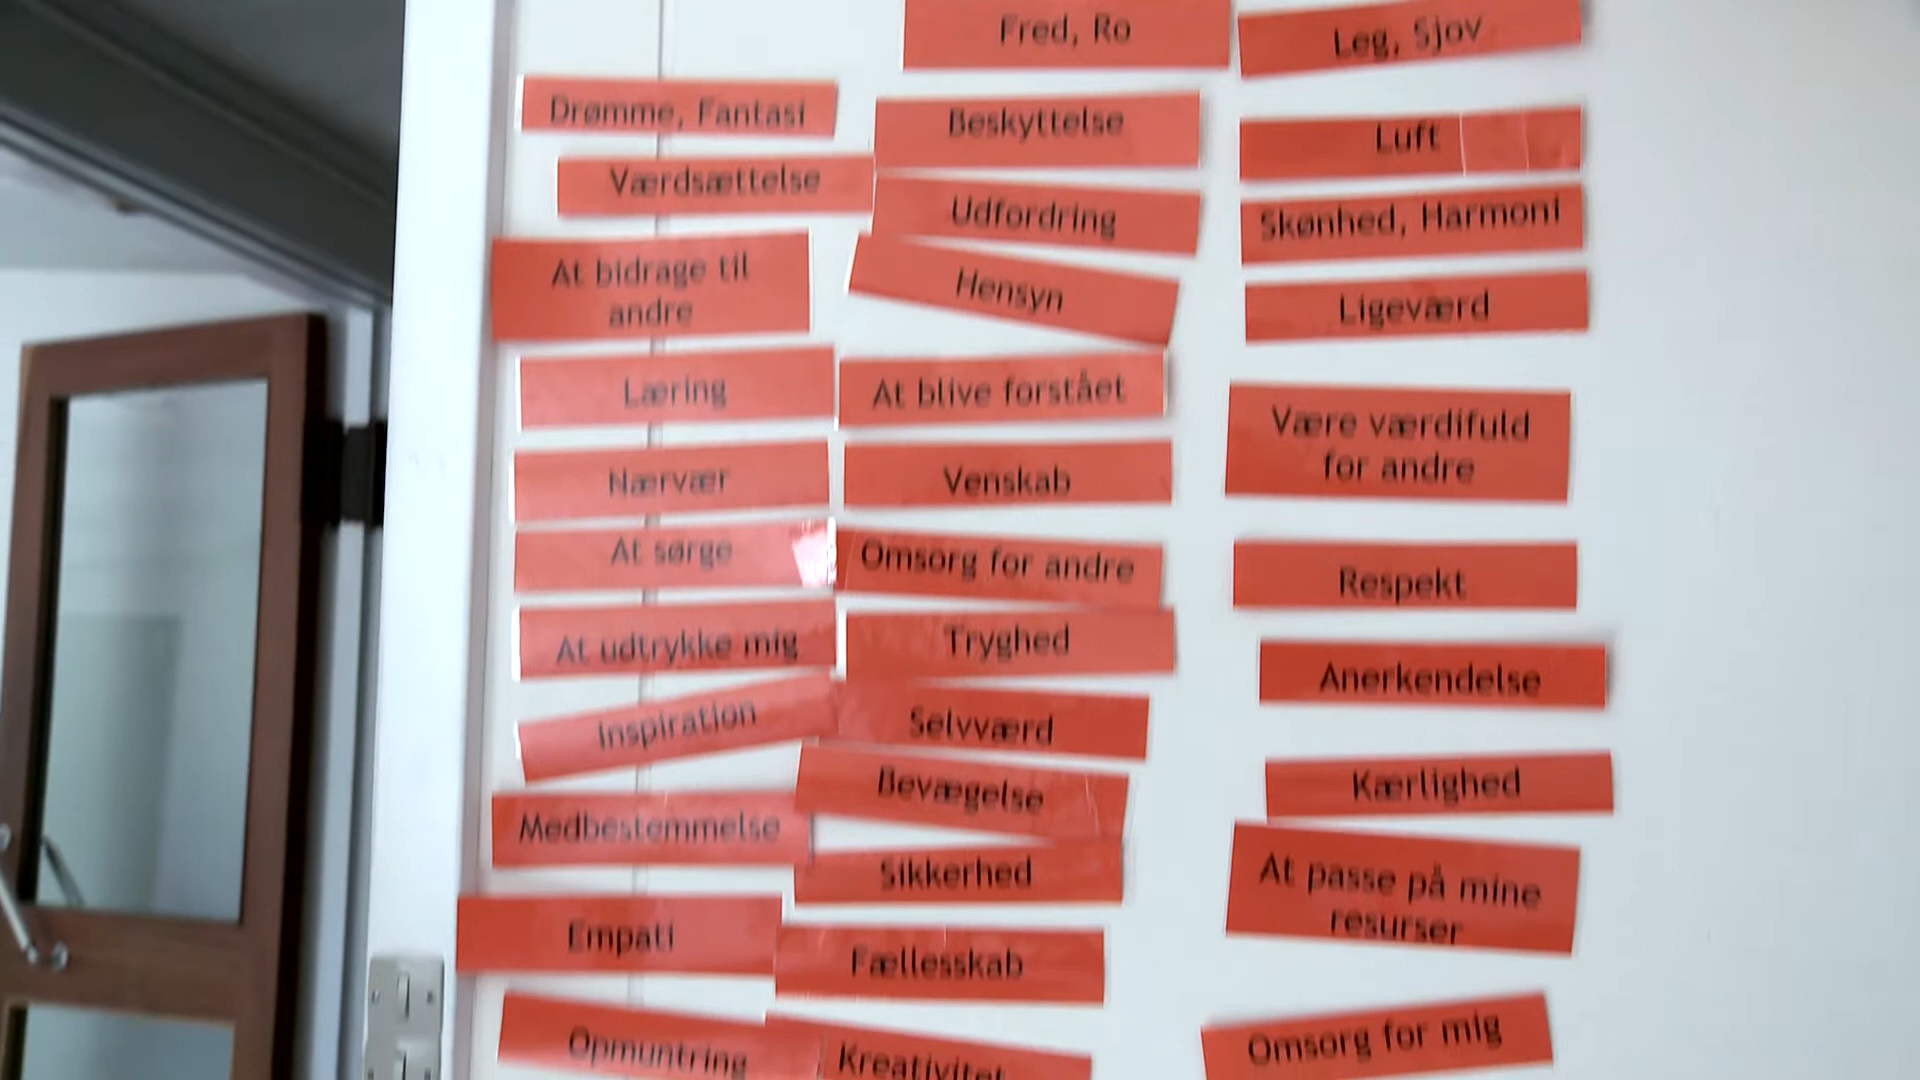 Drømme, Fantasi
Værdsættelse
At bidrage til
andre
Læring
Nærvær
At sørge
At udtrykke mig
Inspiration
Medbestemmelse
Empati
Opmuntring
Fred, Ro
Beskyttelse
Udfordring
Hensyn
At blive forstået
Venskab
Omsorg for andre
Tryghed
Selvværd
Bevægelse
Sikkerhed
Fællesskab
Kreativitet
Leg, Sjov
Luft
Skønhed, Harmoni
Ligeværd
Være værdifuld
for andre
Respekt
Anerkendelse
Kærlighed
At passe på mine
resurser
Omsorg for mig